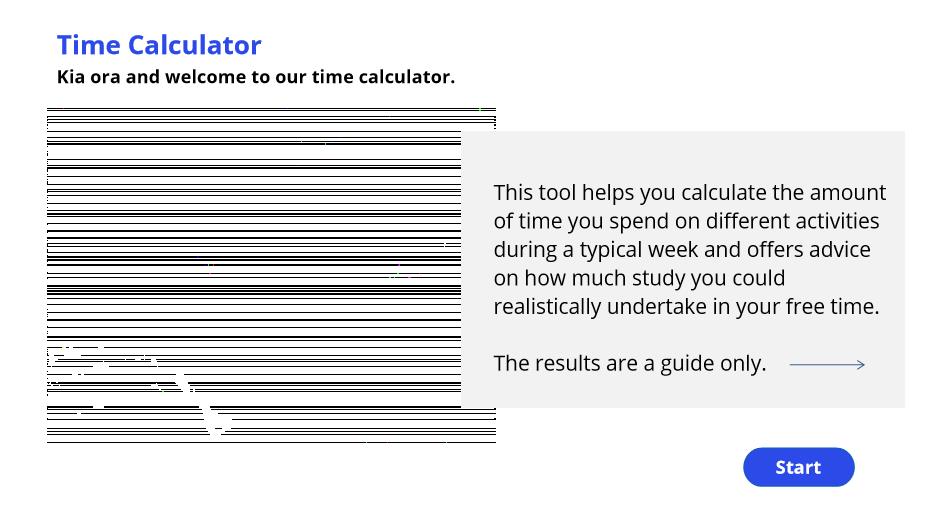 Time Calculator
Kia ora and welcome to our time calculator.
This tool helps you calculate the amount
of time you spend on different activities
during a typical week and offers advice
on how much study you could
realistically undertake in your free time.
The results are a guide only.
Start